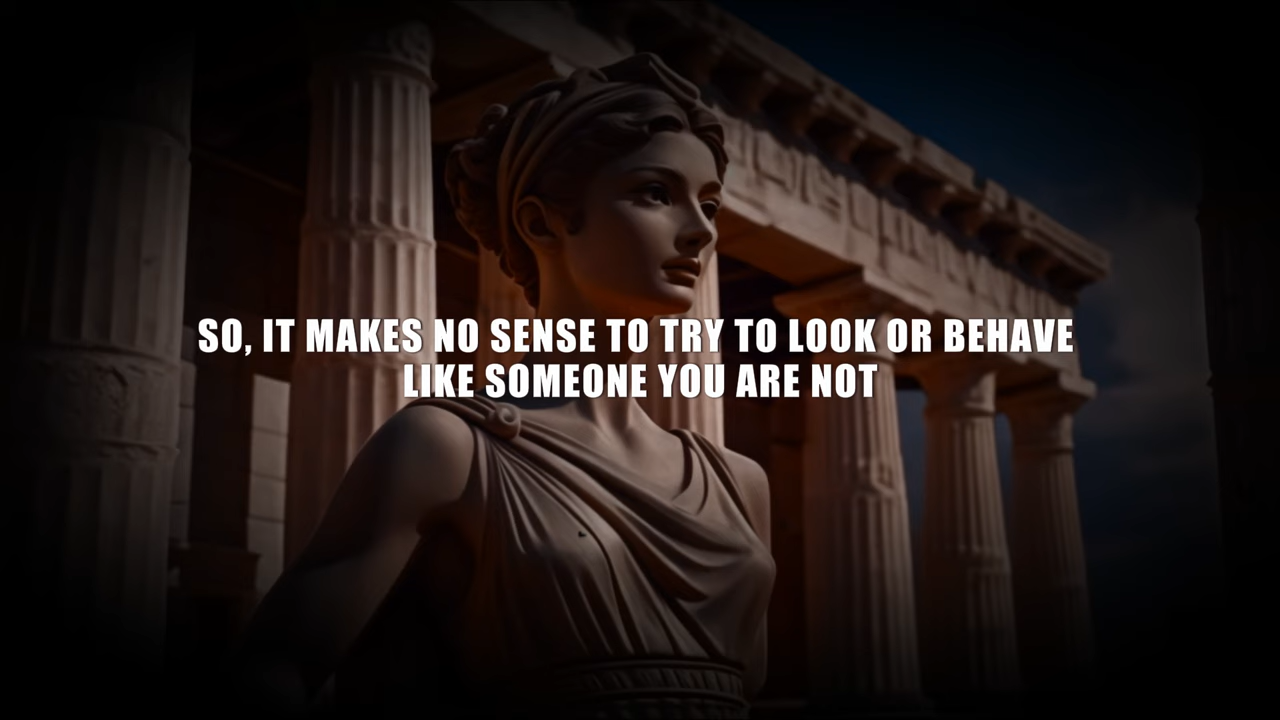 SO, IT MAKES NO SENSE TO TRY TO LOOK OR BEHAVE
LIKE SOMEONE YOU ARE NOT